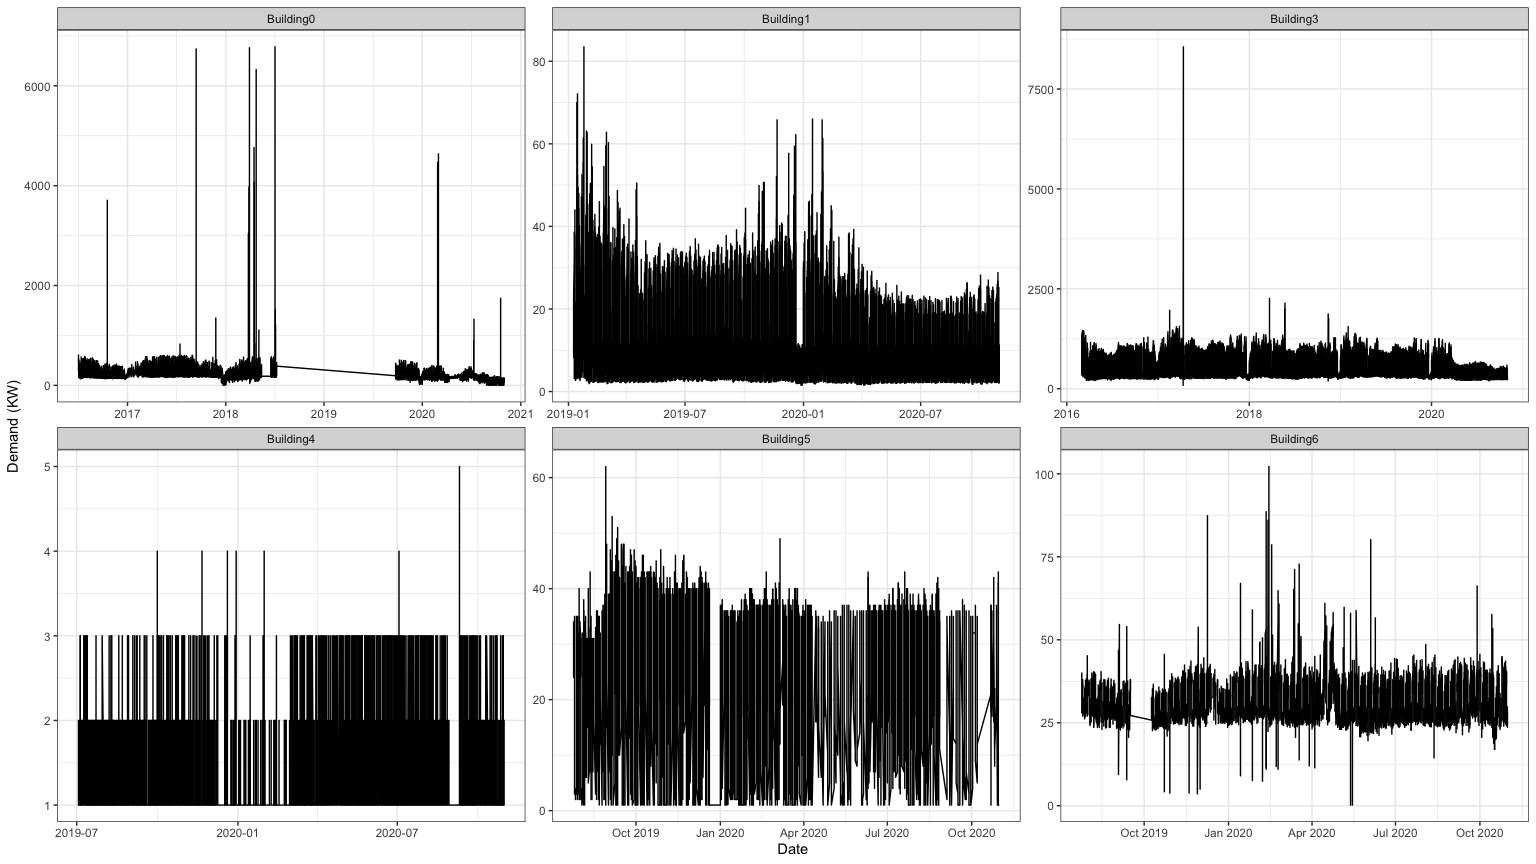 Building0
Building1
Building3
6000
4000
2000
0
80
60
40
20
0
7500
5000
2500
0
2017
2018
2019
2020
2021
2019-01
2019-07
2020-01
2020-07
2016
2018
2020
Demand (KW)
Building4
Building5
Building6
5
4
3
2
1
60
40
20
0
100
75
50
25
0
2019-07
2020-01
2020-07
Oct 2019
Jan 2020
Apr 2020
Jul 2020
Oct 2020
Oct 2019
Jan 2020
Apr 2020
Jul 2020
Oct 2020
Date